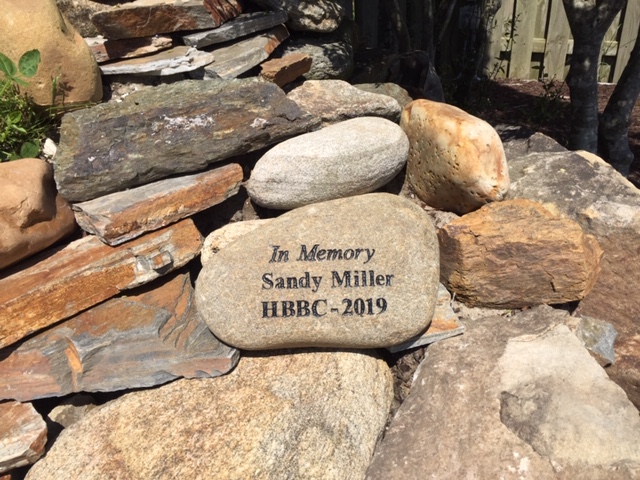 In Memory
Sandy Miller
HBBC-2019